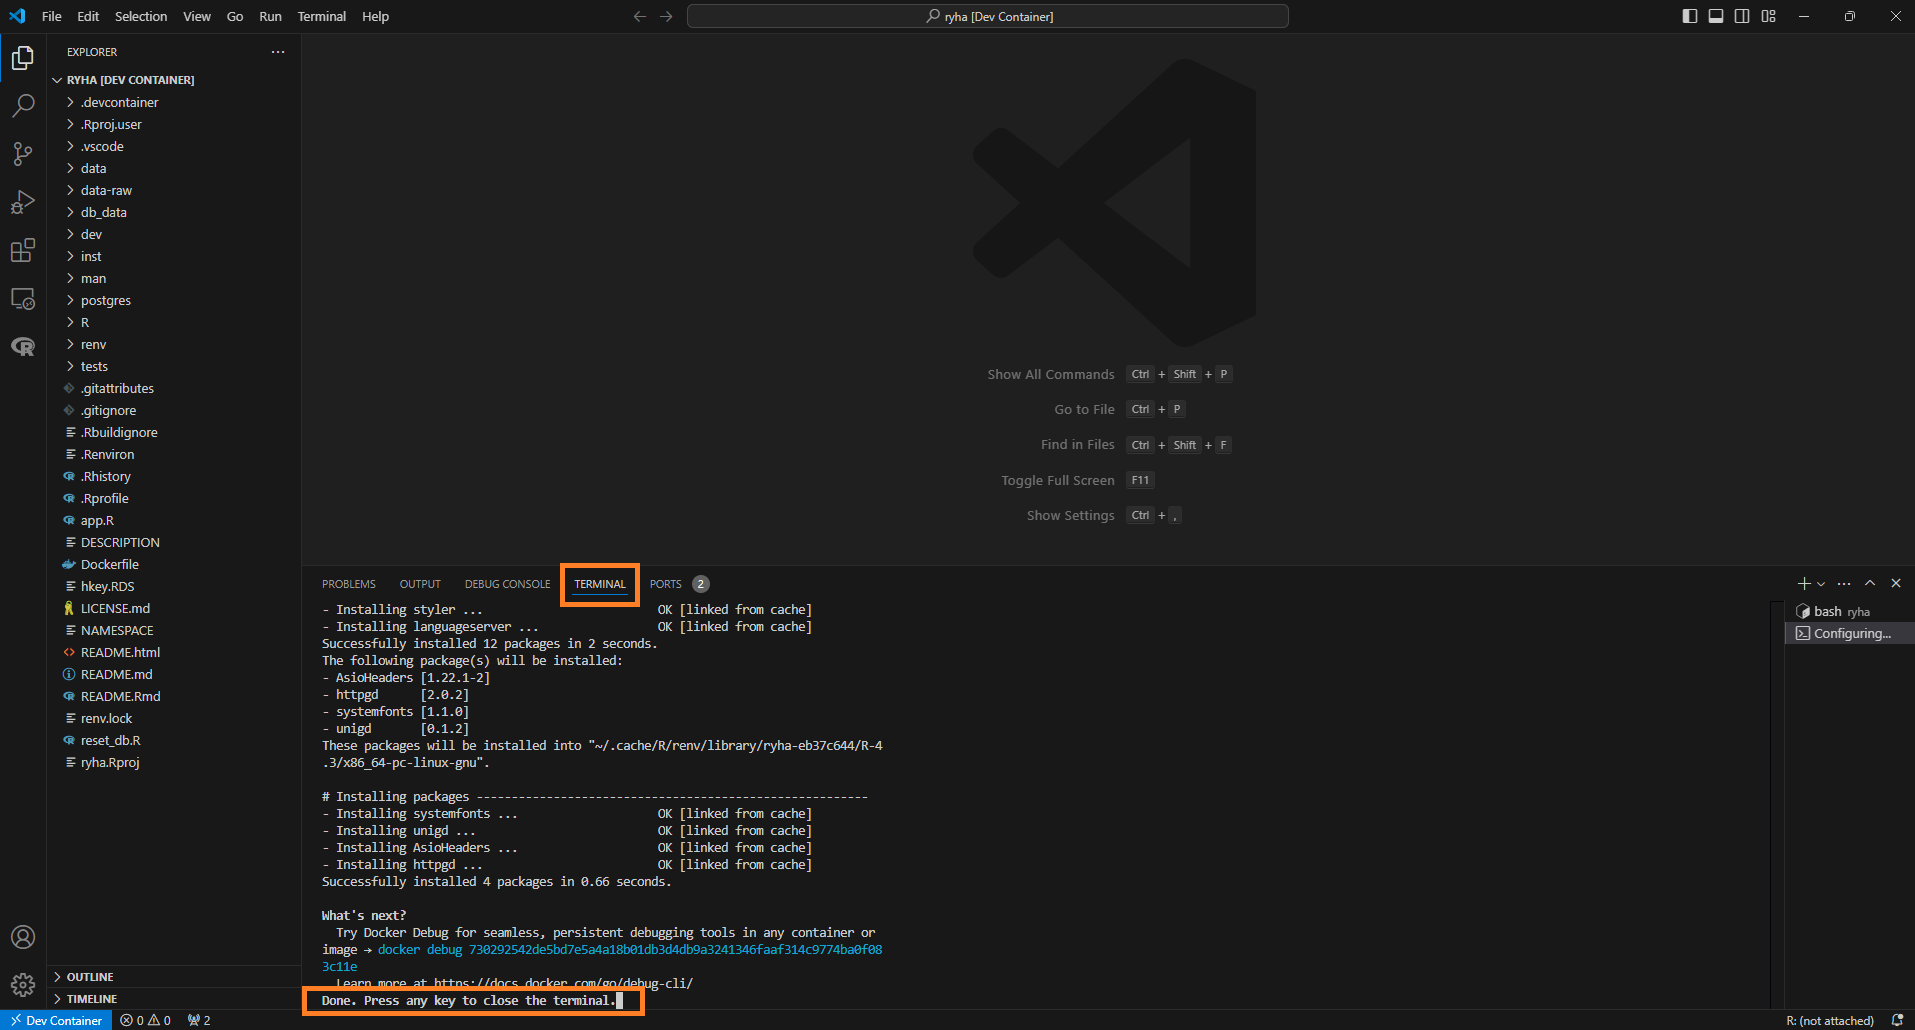 File Edit Selection View Go Run Terminal Help
ryha [Dev Container]
EXPLORER
RYHA [DEV CONTAINER]
.devcontainer
.Rproj.user
.vscode
data
data-raw
db_data
dev
inst
man
postgres
R
renv
tests
.gitattributes
.gitignore
.Rbuildignore
.Renviron
.Rhistory
.Rprofile
app.R
DESCRIPTION
Dockerfile
hkey.RDS
LICENSE.md
NAMESPACE
README.html
README.md
README.Rmd
renv.lock
reset_db.R
ryha.Rproj
OUTLINE
TIMELINE
Show All Commands Ctrl + Shift + P
Go to File Ctrl + P
Find in Files Ctrl + Shift + F
Toggle Full Screen F11
Show Settings Ctrl + ,
PROBLEMS OUTPUT DEBUG CONSOLE TERMINAL PORTS 2
- Installing styler ... OK [linked from cache]
- Installing languageserver ... OK [linked from cache]
Successfully installed 12 packages in 2 seconds.
The following package(s) will be installed:
- AsioHeaders [1.22.1-2]
- httpgd [2.0.2]
- systemfonts [1.1.0]
- unigd [0.1.2]
These packages will be installed into "~/.cache/R/renv/library/ryha-eb37c644/R-4
.3/x86_64-pc-linux-gnu".
# Installing packages --------------------------------------------------------
- Installing systemfonts ... OK [linked from cache]
- Installing unigd ... OK [linked from cache]
- Installing AsioHeaders ... OK [linked from cache]
- Installing httpgd ... OK [linked from cache]
Successfully installed 4 packages in 0.66 seconds.
What's next?
Try Docker Debug for seamless, persistent debugging tools in any container or
image → docker debug 730292542de5bd7e5a4a18b01db3d4db9a3241346faaf314c9774ba0f08
3c11e
Learn more at https://docs.docker.com/go/debug-cli/
Done. Press any key to close the terminal.
bash ryha
Configuring...
Dev Container 0 0 2
R: (not attached)